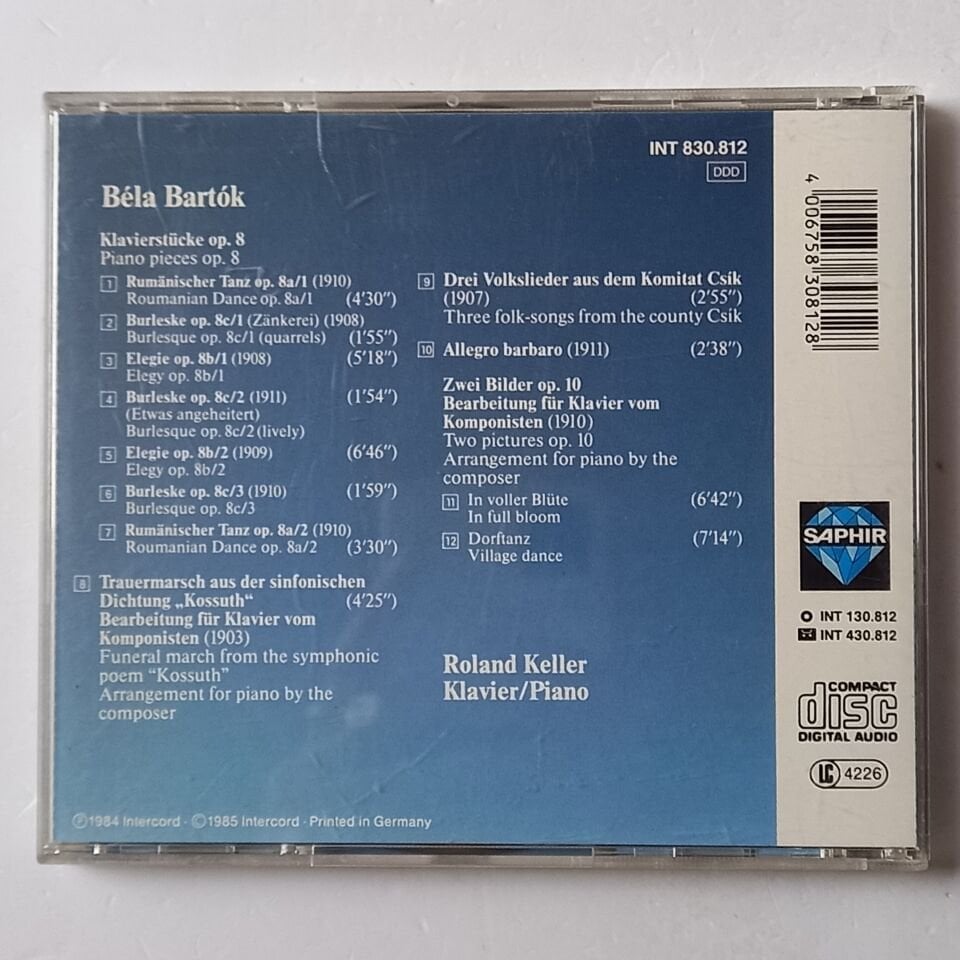 INT 830.812
DDD
Béla Bartók
Klavierstücke op. 8
Piano pieces op. 8
1 Rumänischer Tanz op. 8a/1 (1910)
Roumanian Dance op. 8a/1 (4'30")
2 Burleske op. 8c/1 (Zänkerei) (1908)
Burlesque op. 8c/1 (quarrels) (1'55")
3 Elegie op. 8b/1 (1908) (5'18")
Elegy op. 8b/1
4 Burleske op. 8c/2 (1911) (1'54")
(Etwas angeheitert)
Burlesque op. 8c/2 (lively)
5 Elegie op. 8b/2 (1909) (6'46")
Elegy op. 8b/2
6 Burleske op. 8c/3 (1910) (1'59")
Burlesque op. 8c/3
7 Rumänischer Tanz op. 8a/2 (1910)
Roumanian Dance op. 8a/2 (3'30")
8 Trauermarsch aus der sinfonischen
Dichtung „Kossuth“ (4'25")
Bearbeitung für Klavier vom
Komponisten (1903)
Funeral march from the symphonic
poem “Kossuth”
Arrangement for piano by the
composer
9 Drei Volkslieder aus dem Komitat Csík
(1907) (2'55")
Three folk-songs from the county Csík
10 Allegro barbaro (1911) (2'38")
Zwei Bilder op. 10
Bearbeitung für Klavier vom
Komponisten (1910)
Two pictures op. 10
Arrangement for piano by the
composer
11 In voller Blüte (6'42")
In full bloom
12 Dorftanz (7'14")
Village dance
Roland Keller
Klavier/Piano
Ⓟ1984 Intercord · ©1985 Intercord · Printed in Germany
4 006758 308128
SAPHIR
INT 130.812
INT 430.812
COMPACT
disc
DIGITAL AUDIO
LC 4226